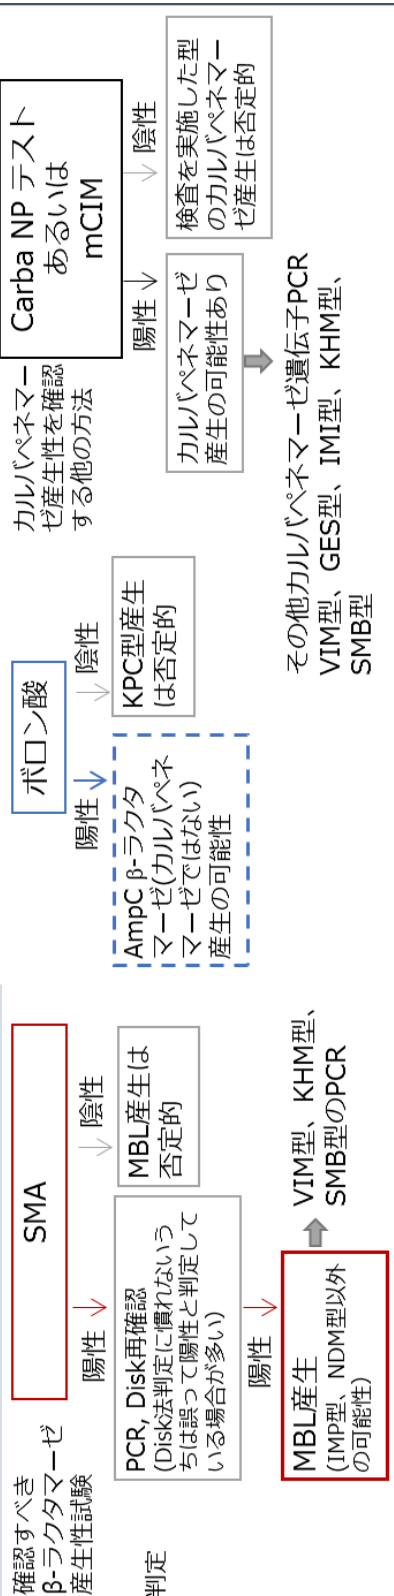 確認すべき
β-ラクタマーゼ
産生性試験
判定
SMA
陽性
陰性
PCR, Disk再確認
(Disk法判定に慣れないう
ちは誤って陽性と判定して
いる場合が多い)
MBL産生は
否定的
陽性
MBL産生
(IMP型、NDM型以外
の可能性)
VIM型、KHM型、
SMB型のPCR
ボロン酸
陽性
陰性
AmpC β-ラクタ
マーゼ(カルバペネ
マーゼではない)
産生の可能性
KPC型産生
は否定的
カルバペネマー
ゼ産生性を確認
する他の方法
Carba NP テスト
あるいは
mCIM
陽性
陰性
カルバペネマーゼ
産生の可能性あり
検査を実施した型
のカルバペネマー
ゼ産生は否定的
その他カルバペネマーゼ遺伝子PCR
VIM型、GES型、IMI型、KHM型、
SMB型